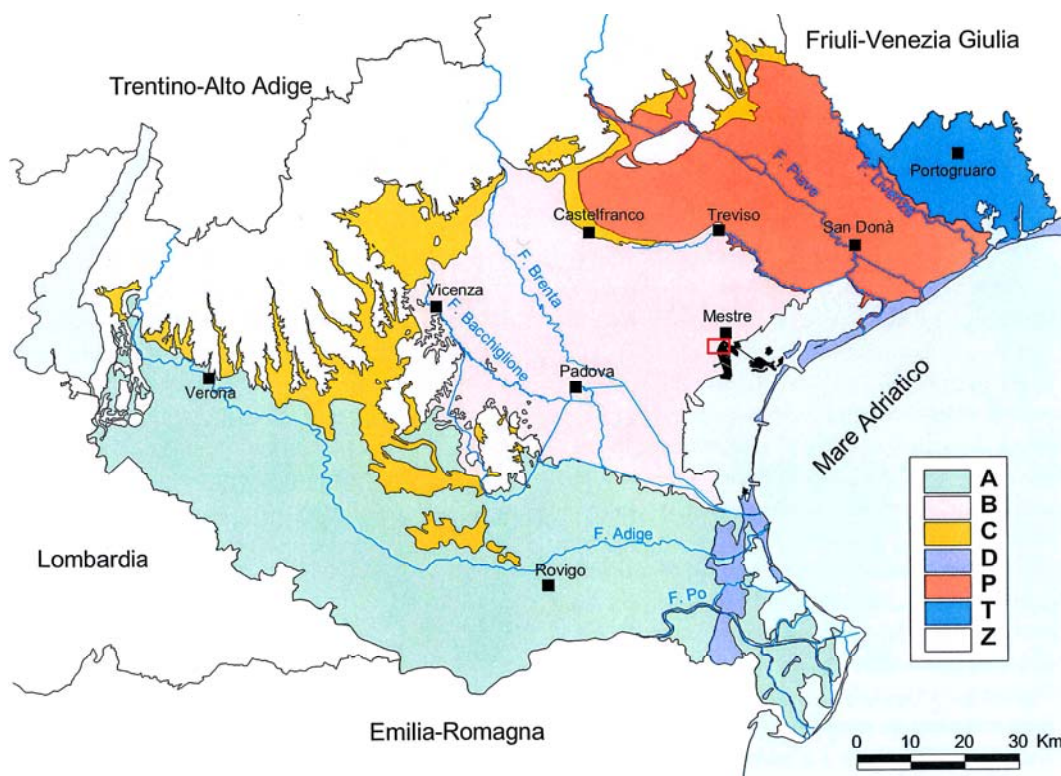 Friuli-Venezia Giulia
Trentino-Alto Adige
Portogruaro
F. Piave
F. Livenza
Castelfranco
Treviso
San Donà
F. Brenta
Vicenza
F. Bacchiglione
Mestre
Padova
Verona
Mare Adriatico
A
B
C
D
P
T
Z
F. Adige
Lombardia
Rovigo
F. Po
Emilia-Romagna
0 10 20 30 Km